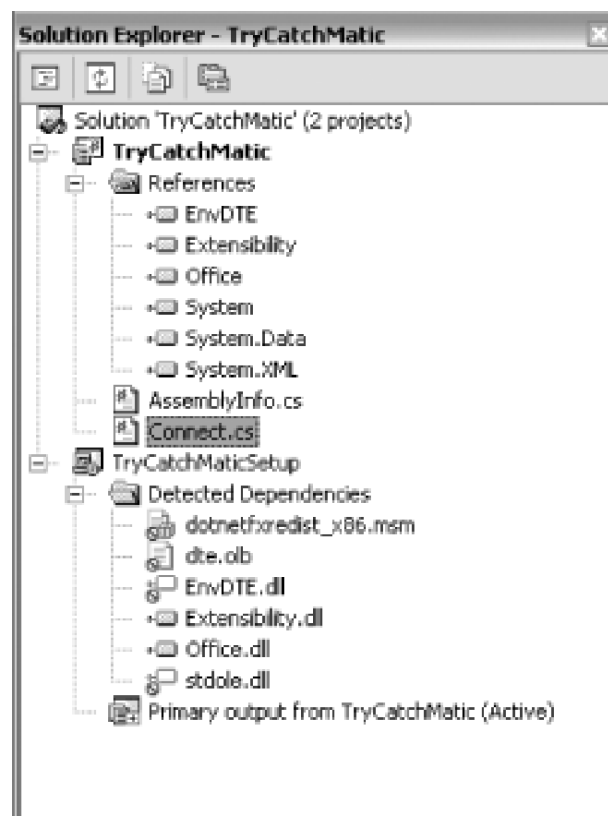 Solution Explorer - TryCatchMatic
Solution 'TryCatchMatic' (2 projects)
TryCatchMatic
References
EnvDTE
Extensibility
Office
System
System.Data
System.XML
AssemblyInfo.cs
Connect.cs
TryCatchMaticSetup
Detected Dependencies
dotnetfxredist_x86.msm
dte.olb
EnvDTE.dll
Extensibility.dll
Office.dll
stdole.dll
Primary output from TryCatchMatic (Active)